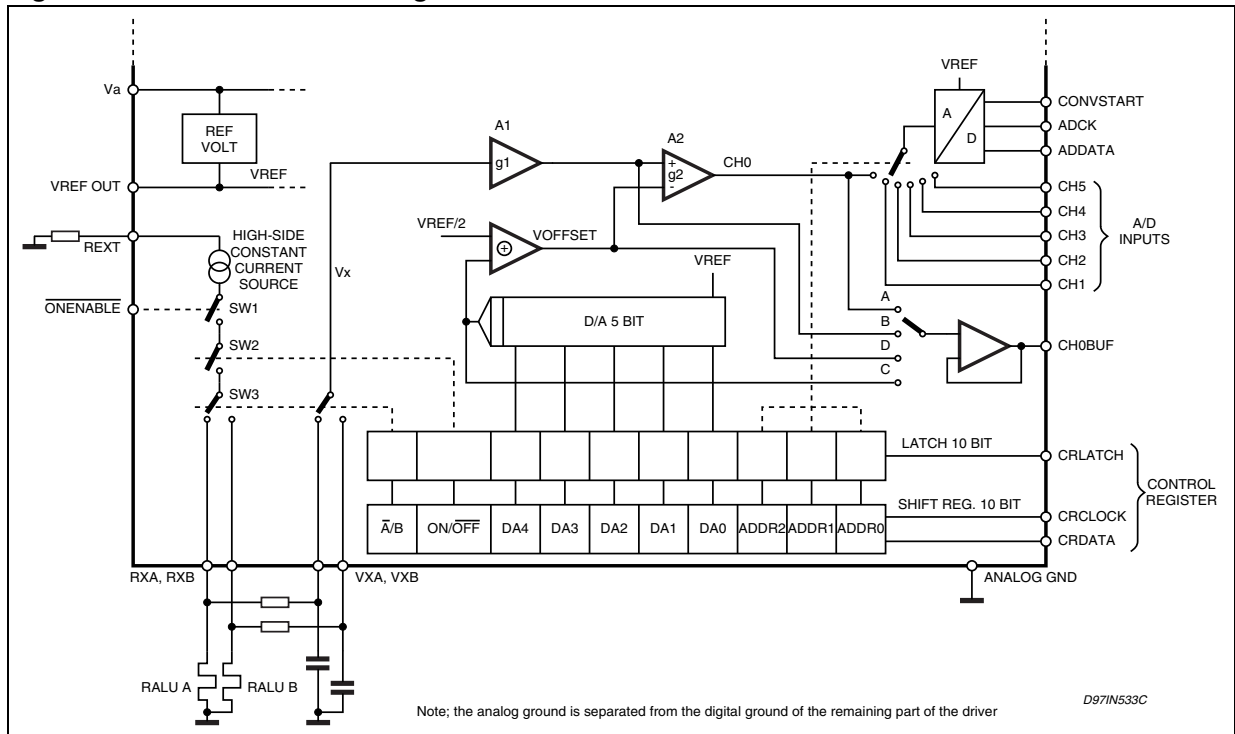 Va
REF
VOLT
VREF OUT
VREF
REXT
HIGH-SIDE
CONSTANT
CURRENT
SOURCE
ONENABLE
SW1
SW2
SW3
Vx
A1
g1
A2
+
g2
-
CH0
VREF/2
VOFFSET
+
VREF
D/A 5 BIT
VREF
A
D
CONVSTART
ADCK
ADDATA
CH5
CH4
CH3
CH2
CH1
A/D
INPUTS
A
B
D
C
CH0BUF
LATCH 10 BIT
CRLATCH
SHIFT REG. 10 BIT
CRCLOCK
CRDATA
CONTROL
REGISTER
A̅/B ON/O̅F̅F̅ DA4 DA3 DA2 DA1 DA0 ADDR2 ADDR1 ADDR0
RXA, RXB
VXA, VXB
ANALOG GND
RALU A
RALU B
Note; the analog ground is separated from the digital ground of the remaining part of the driver
D97IN533C